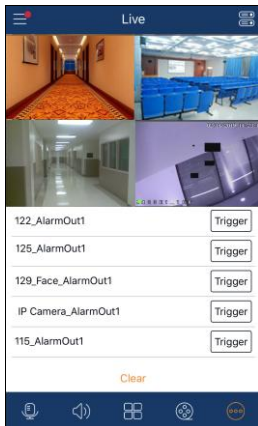 Live
122_AlarmOut1 Trigger
125_AlarmOut1 Trigger
129_Face_AlarmOut1 Trigger
IP Camera_AlarmOut1 Trigger
115_AlarmOut1 Trigger
Clear